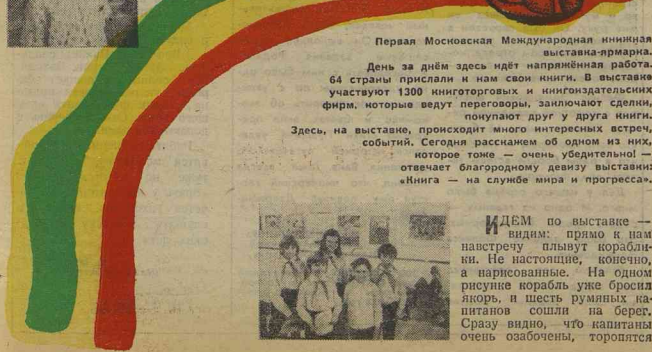 Первая Московская Международная книжная
выставка-ярмарка.
День за днём здесь идёт напряжённая работа.
64 страны прислали к нам свои книги. В выставке
участвуют 1300 книготорговых и книгоиздательских
фирм, которые ведут переговоры, заключают сделки,
покупают друг у друга книги.
Здесь, на выставке, происходит много интересных встреч,
событий. Сегодня расскажем об одном из них,
которое тоже — очень убедительно! —
отвечает благородному девизу выставки:
«Книга — на службе мира и прогресса».
ИДЕМ по выставке —
видим: прямо к нам
навстречу плывут корабли-
ки. Не настоящие, конечно,
а нарисованные. На одном
рисунке корабль уже бросил
якорь, и шесть румяных ка-
питанов сошли на берег.
Сразу видно, что капитаны
очень озабочены, торопятся